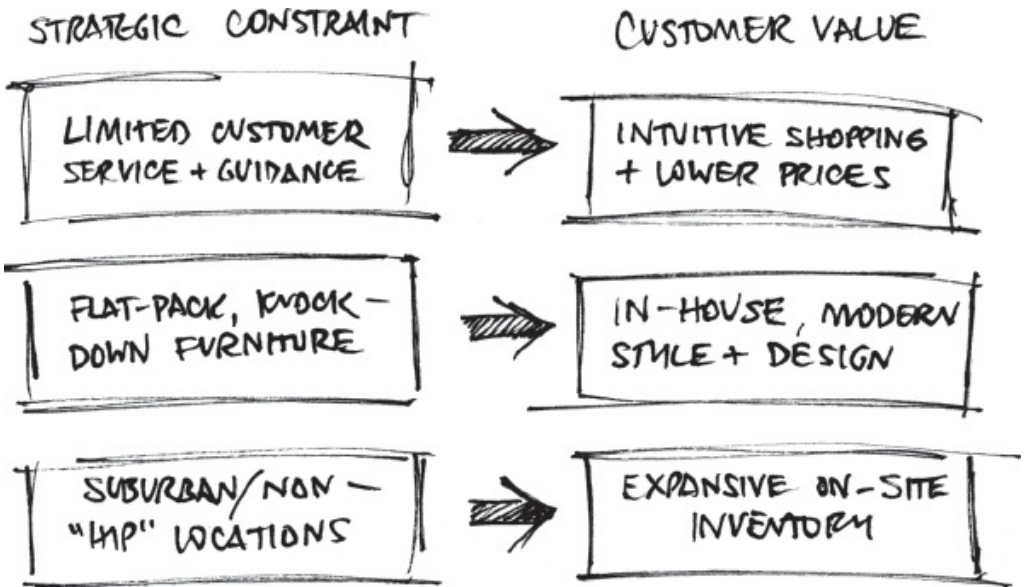 STRATEGIC CONSTRAINT
CUSTOMER VALUE
LIMITED CUSTOMER
SERVICE + GUIDANCE
INTUITIVE SHOPPING
+ LOWER PRICES
FLAT-PACK, KNOCK-
DOWN FURNITURE
IN-HOUSE, MODERN
STYLE + DESIGN
SUBURBAN/NON-
"HIP" LOCATIONS
EXPANSIVE ON-SITE
INVENTORY